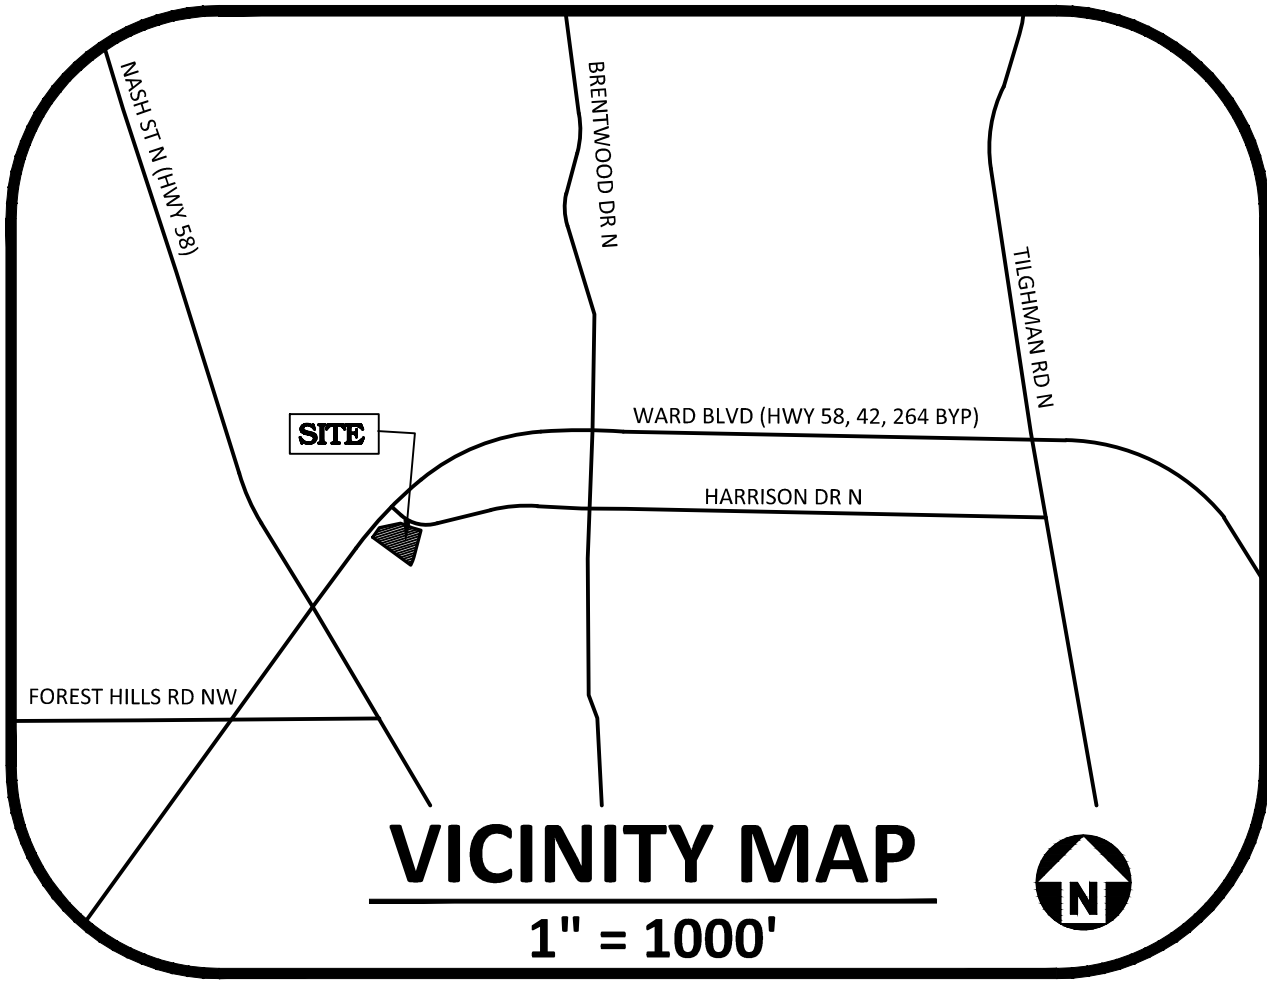 NASH ST N (HWY 58)
BRENTWOOD DR N
TILGHMAN RD N
WARD BLVD (HWY 58, 42, 264 BYP)
SITE
HARRISON DR N
FOREST HILLS RD NW
VICINITY MAP
1" = 1000'
N